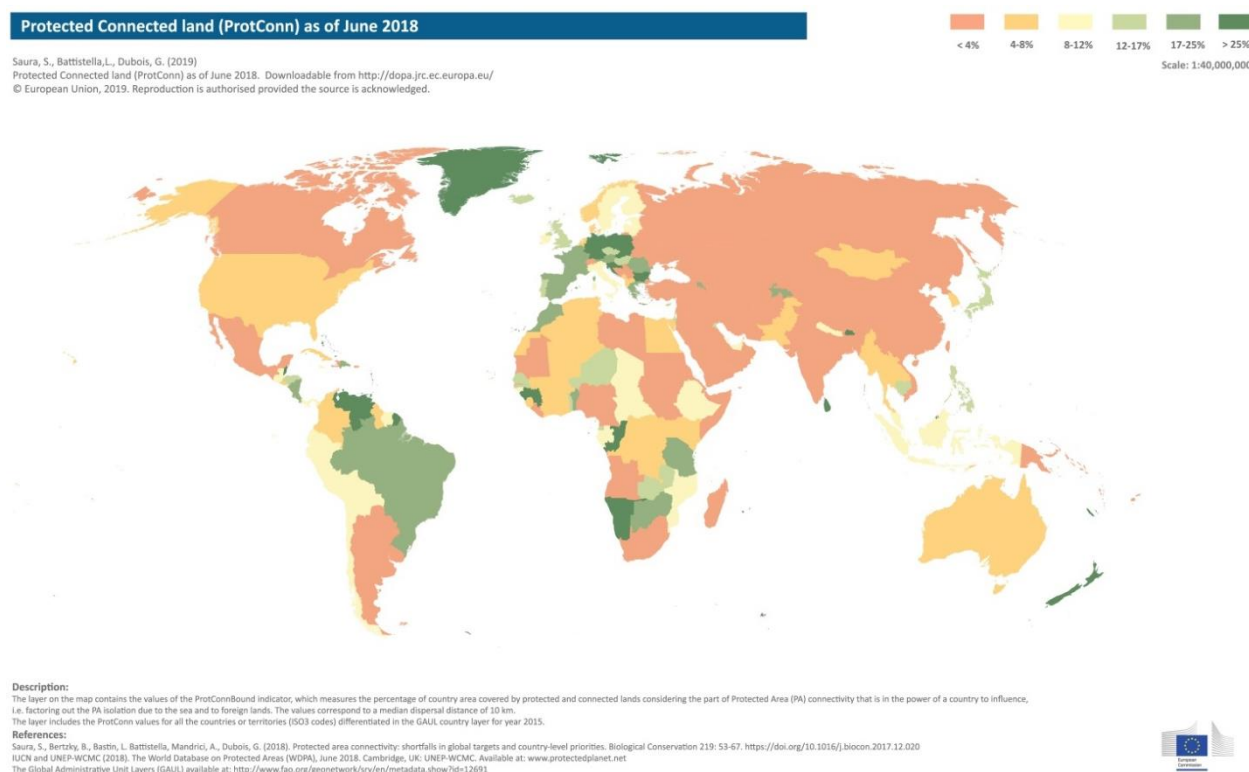 Protected Connected land (ProtConn) as of June 2018
< 4%
4-8%
8-12%
12-17%
17-25%
> 25%
Scale: 1:40,000,000
Saura, S., Battistella,L., Dubois, G. (2019)
Protected Connected land (ProtConn) as of June 2018. Downloadable from http://dopa.jrc.ec.europa.eu/
© European Union, 2019. Reproduction is authorised provided the source is acknowledged.
Description:
The layer on the map contains the values of the ProtConnBound indicator, which measures the percentage of country area covered by protected and connected lands considering the part of Protected Area (PA) connectivity that is in the power of a country to influence,
i.e. factoring out the PA isolation due to the sea and to foreign lands. The values correspond to a median dispersal distance of 10 km.
The layer includes the ProtConn values for all the countries or territories (ISO3 codes) differentiated in the GAUL country layer for year 2015.
References:
Saura, S., Bertzky, B., Bastin, L. Battistella, Mandrici, A., Dubois, G. (2018). Protected area connectivity: shortfalls in global targets and country-level priorities. Biological Conservation 219: 53-67. https://doi.org/10.1016/j.biocon.2017.12.020
IUCN and UNEP-WCMC (2018). The World Database on Protected Areas (WDPA), June 2018. Cambridge, UK: UNEP-WCMC. Available at: www.protectedplanet.net
The Global Administrative Unit Layers (GAUL) available at: http://www.fao.org/geonetwork/srv/en/metadata.show?id=12691
European
Commission